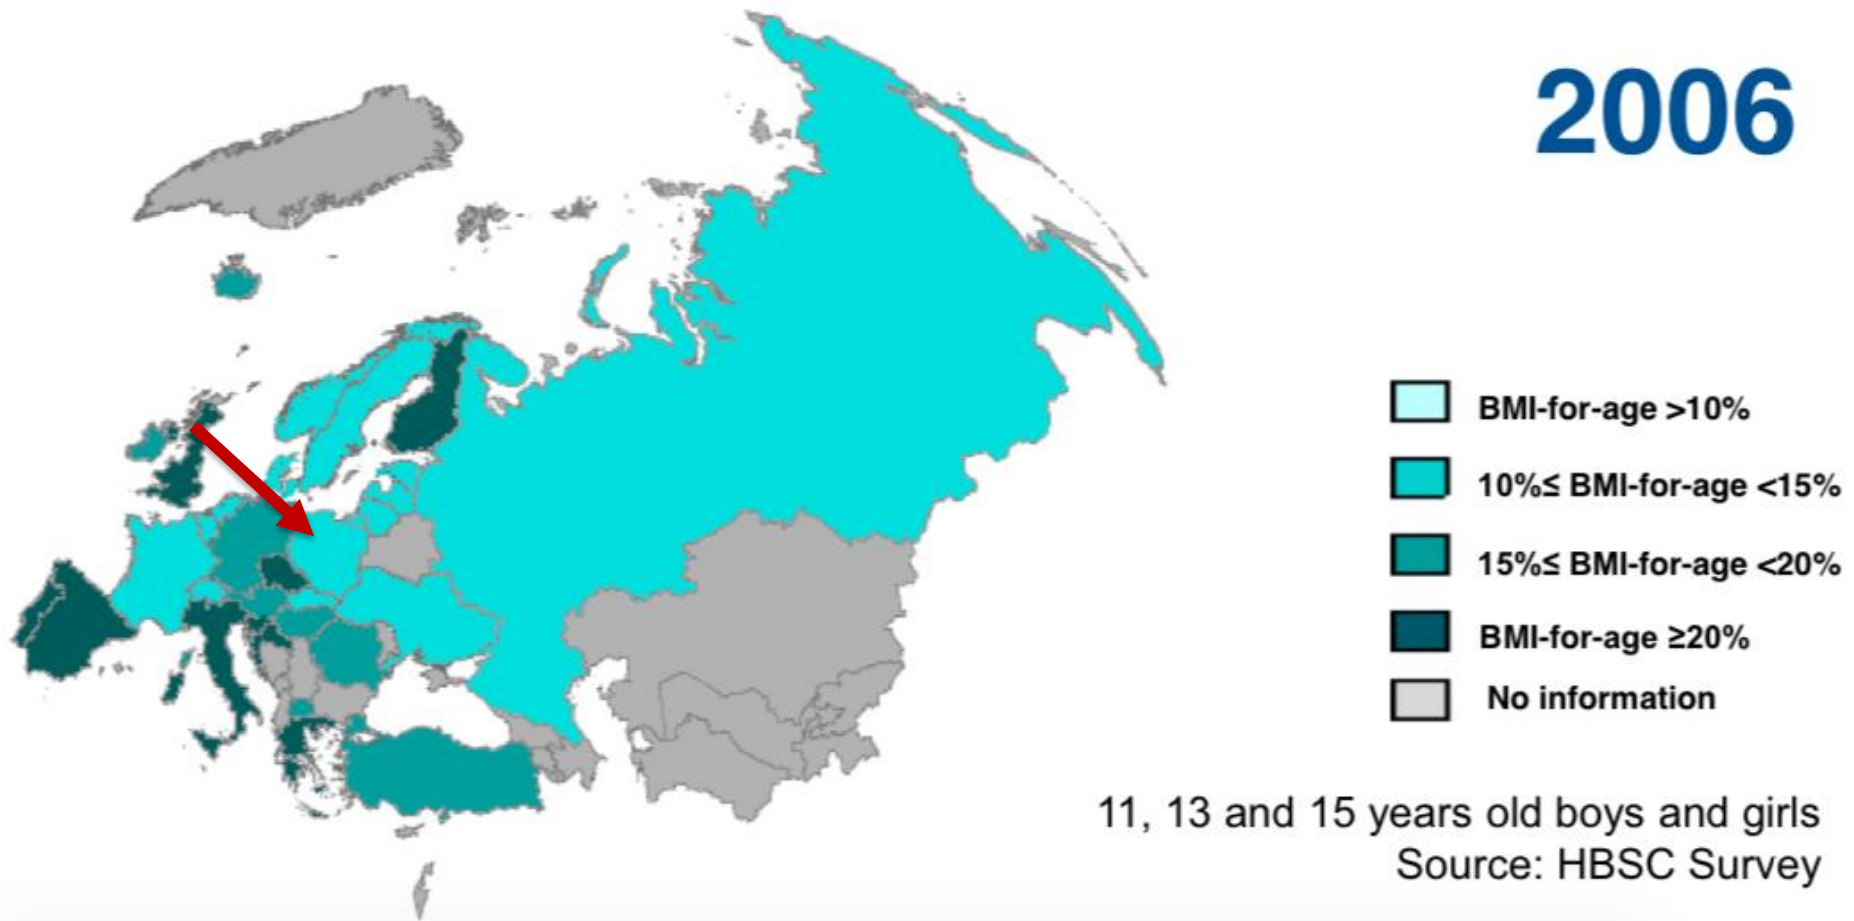 2006
BMI-for-age >10%
10%≤ BMI-for-age <15%
15%≤ BMI-for-age <20%
BMI-for-age ≥20%
No information
11, 13 and 15 years old boys and girls
Source: HBSC Survey